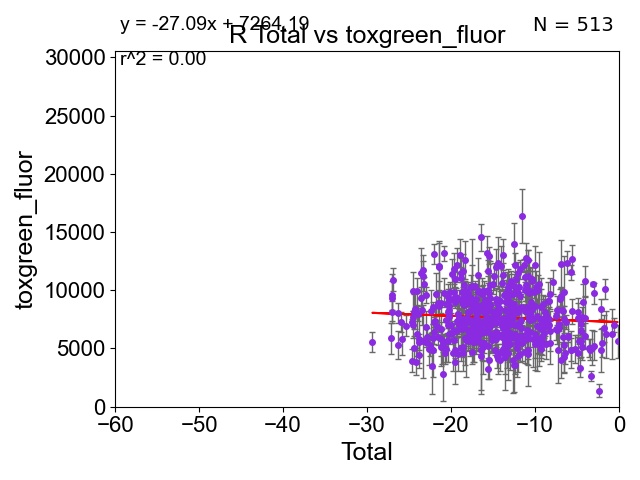 y = -27.09x + 7264.19
N = 513
R Total vs toxgreen_fluor
r^2 = 0.00
30000
25000
20000
15000
10000
5000
0
toxgreen_fluor
−60
−50
−40
−30
−20
−10
0
Total